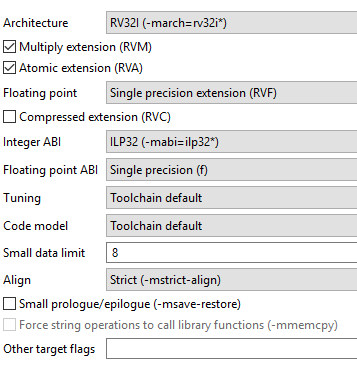 Architecture RV32I (-march=rv32i*)
Multiply extension (RVM)
Atomic extension (RVA)
Floating point Single precision extension (RVF)
Compressed extension (RVC)
Integer ABI ILP32 (-mabi=ilp32*)
Floating point ABI Single precision (f)
Tuning Toolchain default
Code model Toolchain default
Small data limit 8
Align Strict (-mstrict-align)
Small prologue/epilogue (-msave-restore)
Force string operations to call library functions (-mmemcpy)
Other target flags